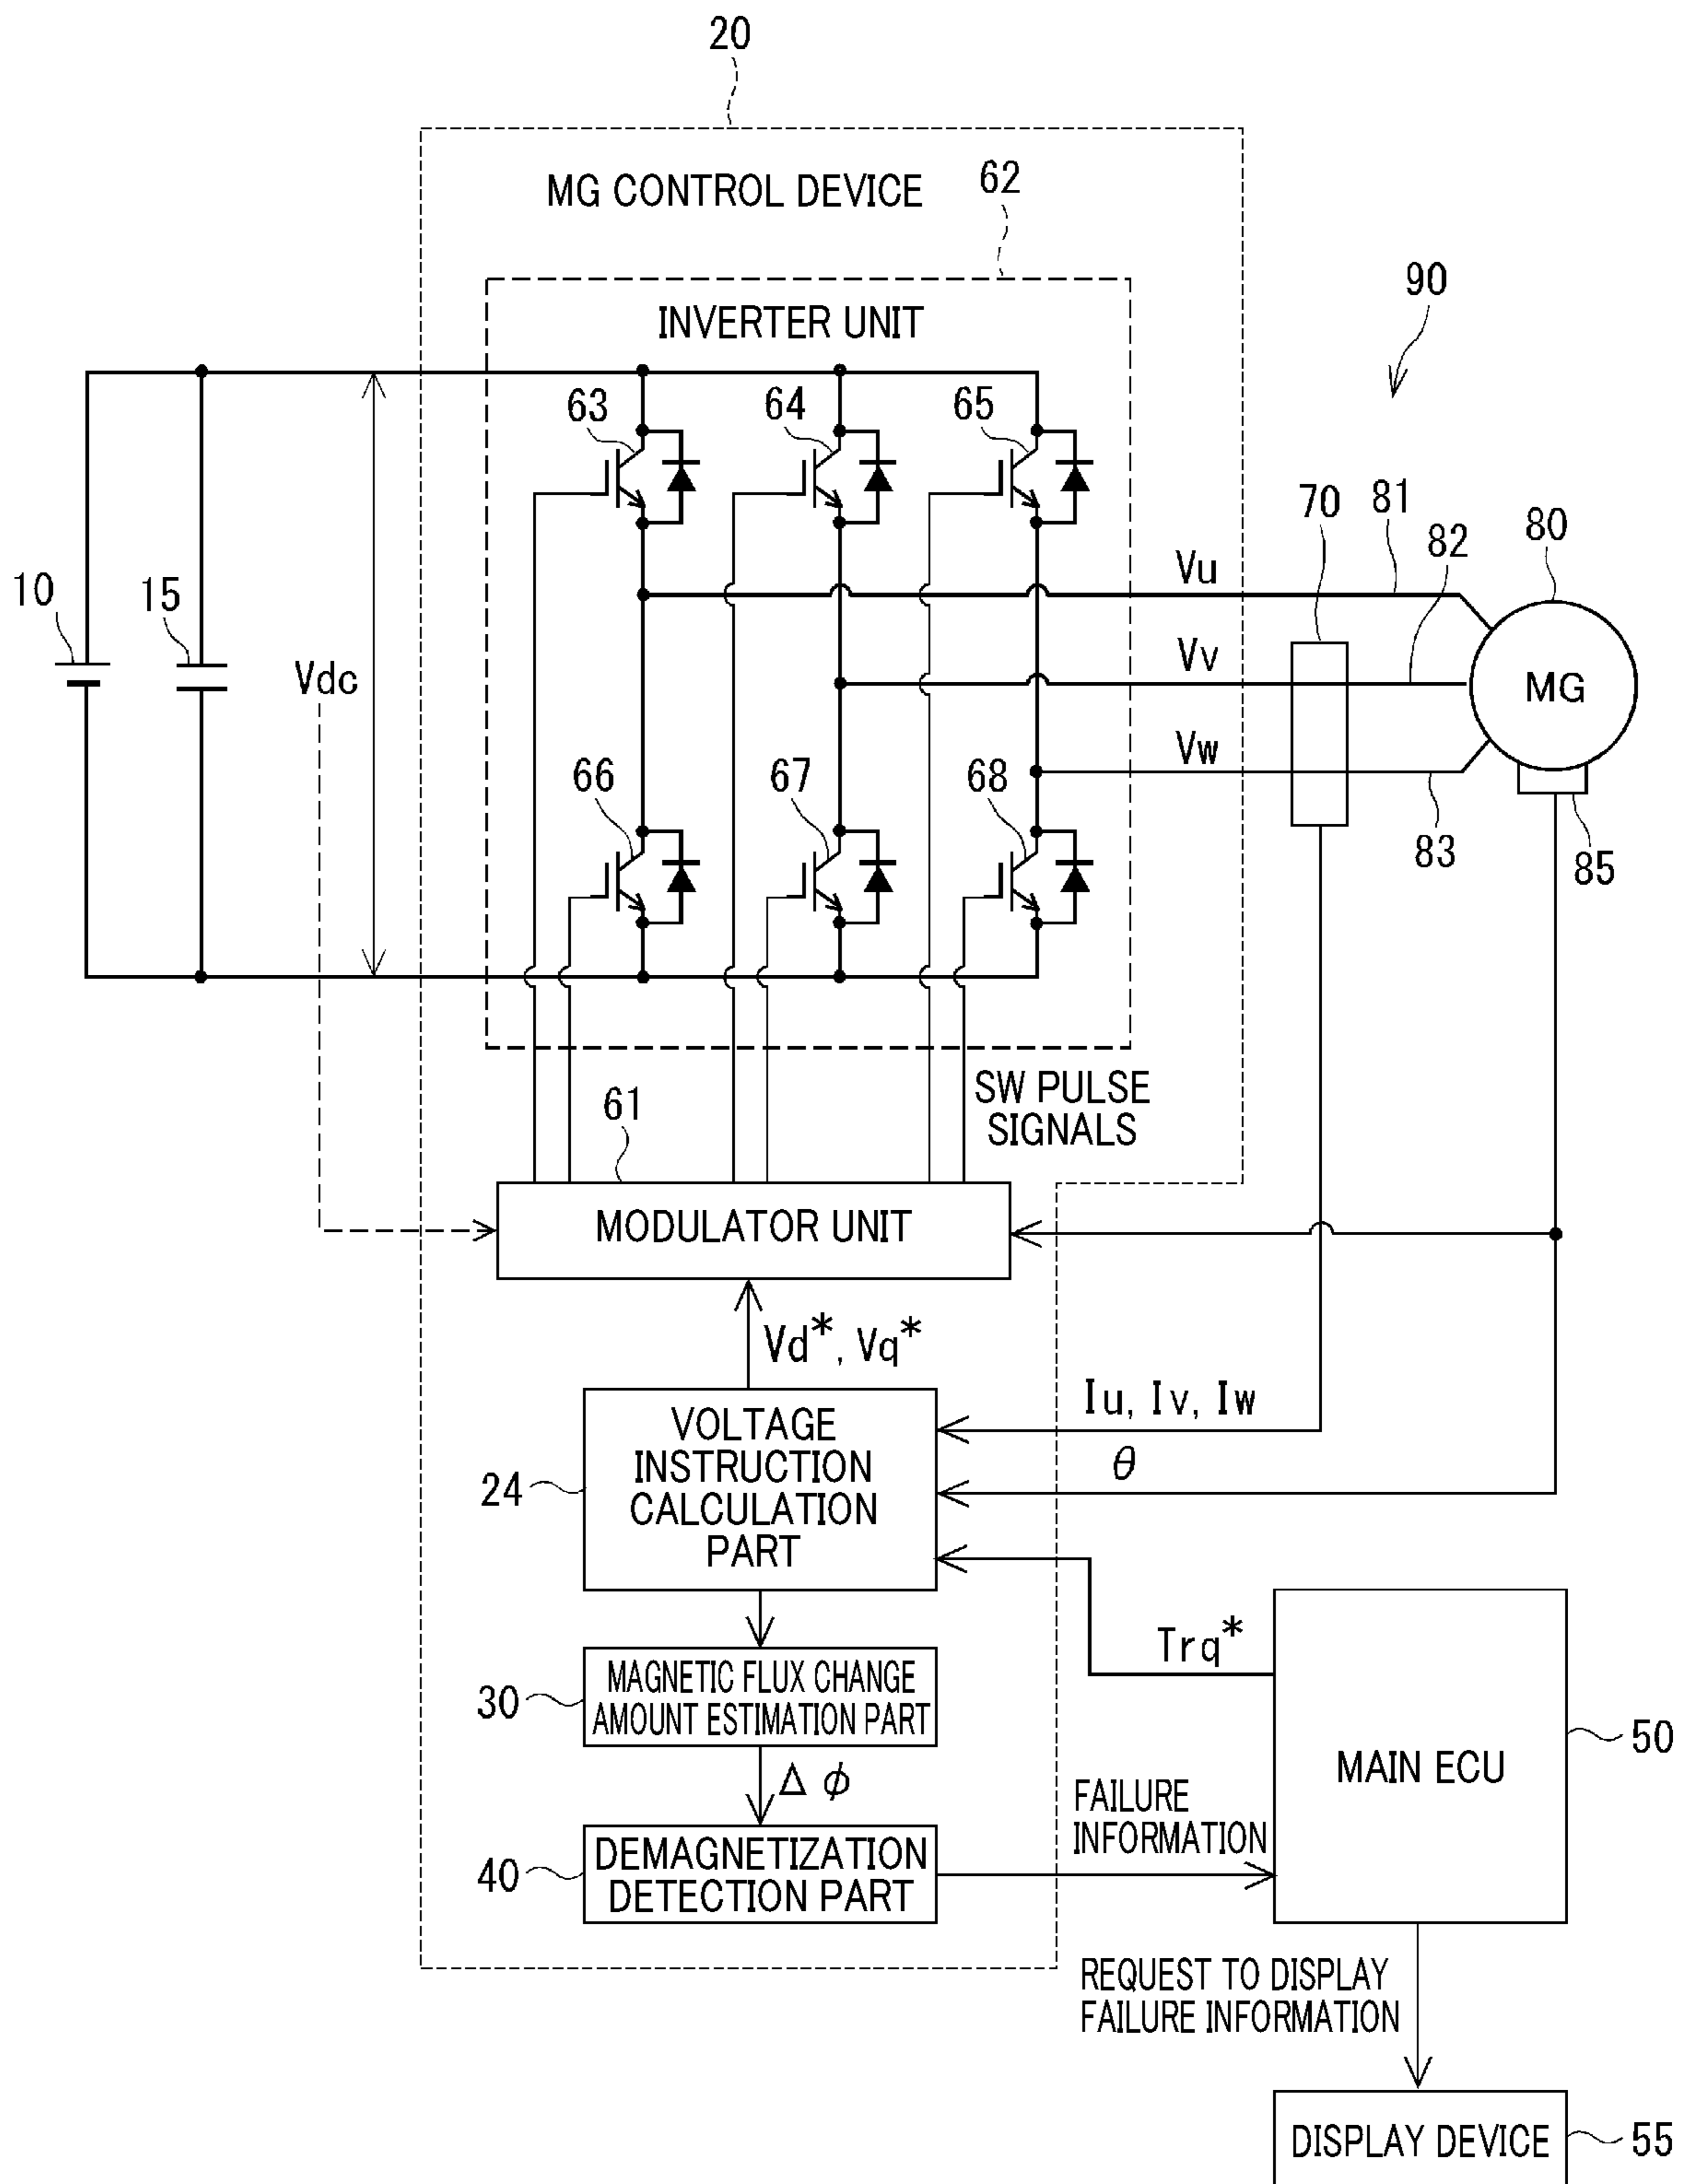 20
MG CONTROL DEVICE
62
90
INVERTER UNIT
63
64
65
70
81
82
80
10
15
Vdc
Vu
Vv
Vw
MG
66
67
68
83
85
SW PULSE
SIGNALS
61
MODULATOR UNIT
Vd*, Vq*
Iu, Iv, Iw
θ
24
VOLTAGE
INSTRUCTION
CALCULATION
PART
Trq*
30
MAGNETIC FLUX CHANGE
AMOUNT ESTIMATION PART
50
MAIN ECU
Δϕ
FAILURE
INFORMATION
40
DEMAGNETIZATION
DETECTION PART
REQUEST TO DISPLAY
FAILURE INFORMATION
DISPLAY DEVICE
55